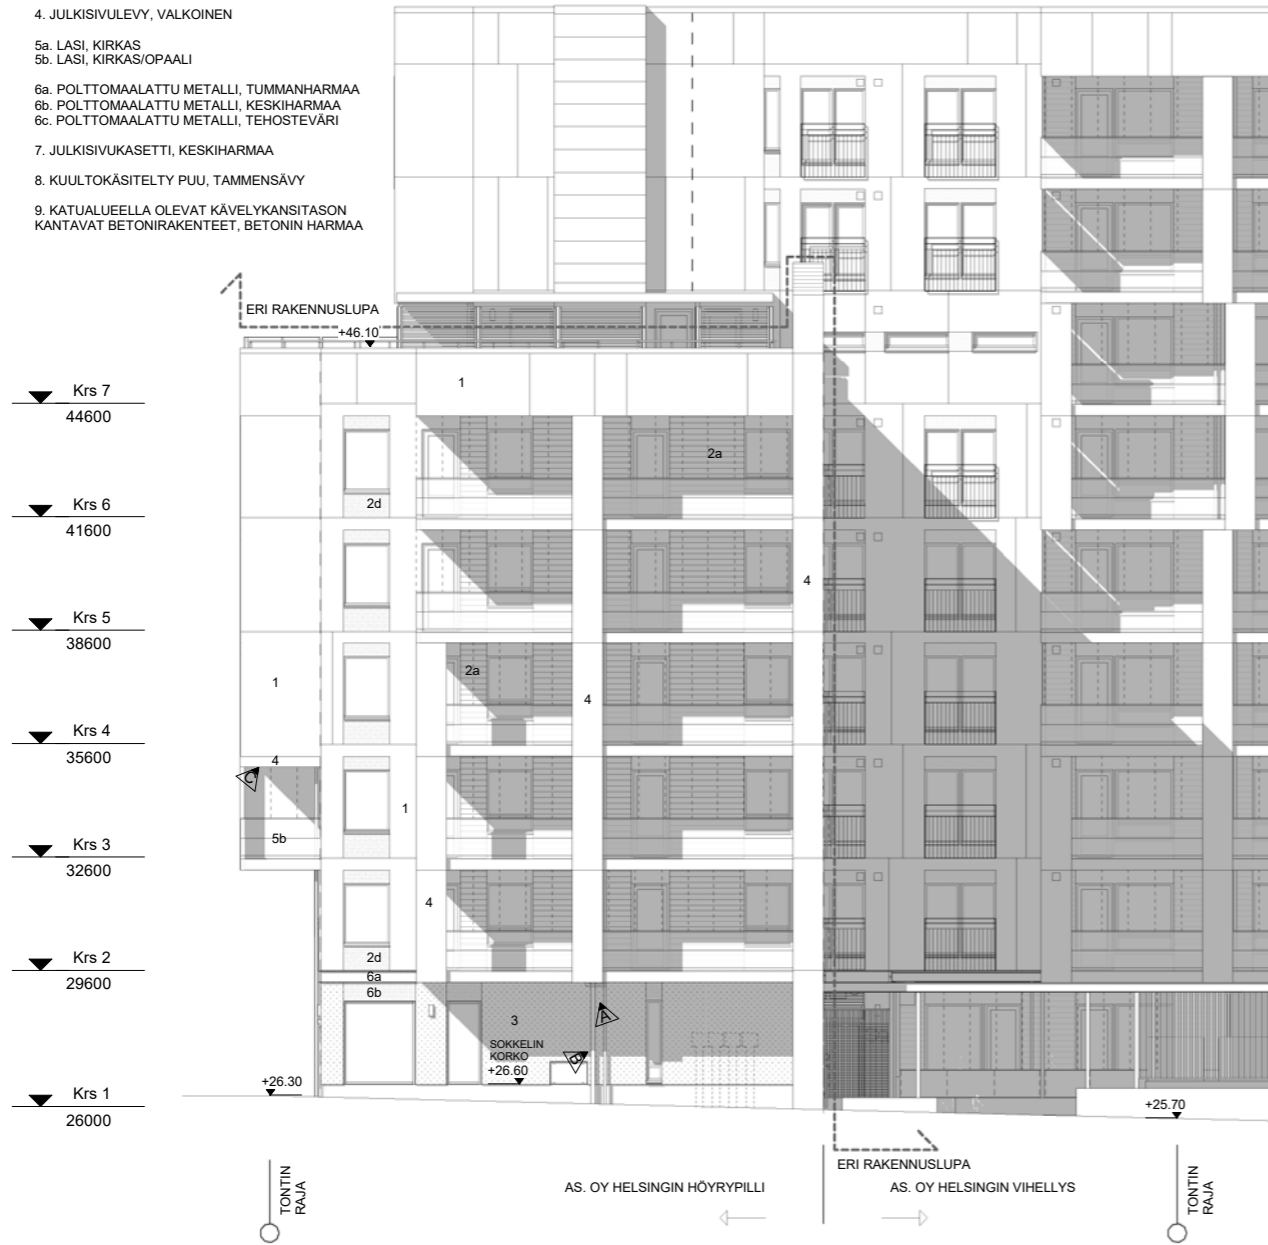 4. JULKISIVULEVY, VALKOINEN
5a. LASI, KIRKAS
5b. LASI, KIRKAS/OPAALI
6a. POLTTOMAALATTU METALLI, TUMMANHARMAA
6b. POLTTOMAALATTU METALLI, KESKIHARMAA
6c. POLTTOMAALATTU METALLI, TEHOSTEVÄRI
7. JULKISIVUKASETTI, KESKIHARMAA
8. KUULTOKÄSITELTY PUU, TAMMENSÄVY
9. KATUALUEELLA OLEVAT KÄVELYKANSITASON
KANTAVAT BETONIRAKENTEET, BETONIN HARMAA
ERI RAKENNUSLUPA
+46.10
1
Krs 7
44600
2a
2d
Krs 6
41600
4
Krs 5
38600
2a
1
4
Krs 4
35600
4
C
1
5b
Krs 3
32600
4
2d
Krs 2
29600
6a
6b
A
3
SOKKELIN
KORKO
B
+26.60
+26.30
Krs 1
26000
+25.70
ERI RAKENNUSLUPA
TONTIN
RAJA
AS. OY HELSINGIN HÖYRYPILLI
AS. OY HELSINGIN VIHELLYS
TONTIN
RAJA